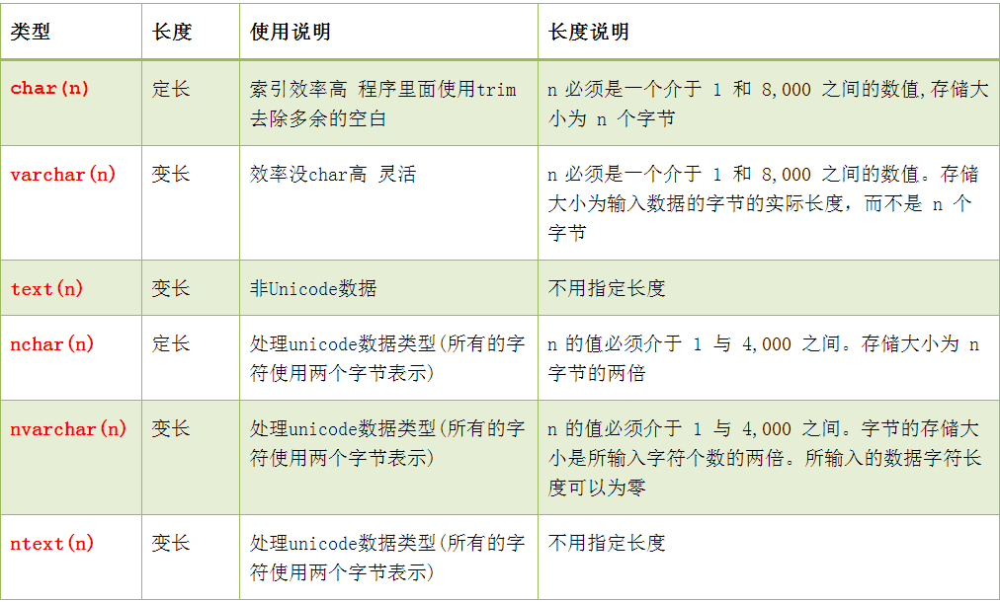 类型 长度 使用说明 长度说明
char(n) 定长 索引效率高 程序里面使用trim
去除多余的空白
n 必须是一个介于 1 和 8,000 之间的数值,存储大
小为 n 个字节
varchar(n) 变长 效率没char高 灵活
n 必须是一个介于 1 和 8,000 之间的数值。存储
大小为输入数据的字节的实际长度，而不是 n 个
字节
text(n) 变长 非Unicode数据 不用指定长度
nchar(n) 定长 处理unicode数据类型(所有的字
符使用两个字节表示)
n 的值必须介于 1 与 4,000 之间。存储大小为 n
字节的两倍
nvarchar(n) 变长 处理unicode数据类型(所有的字
符使用两个字节表示)
n 的值必须介于 1 与 4,000 之间。字节的存储大
小是所输入字符个数的两倍。所输入的数据字符长
度可以为零
ntext(n) 变长 处理unicode数据类型(所有的字
符使用两个字节表示)
不用指定长度